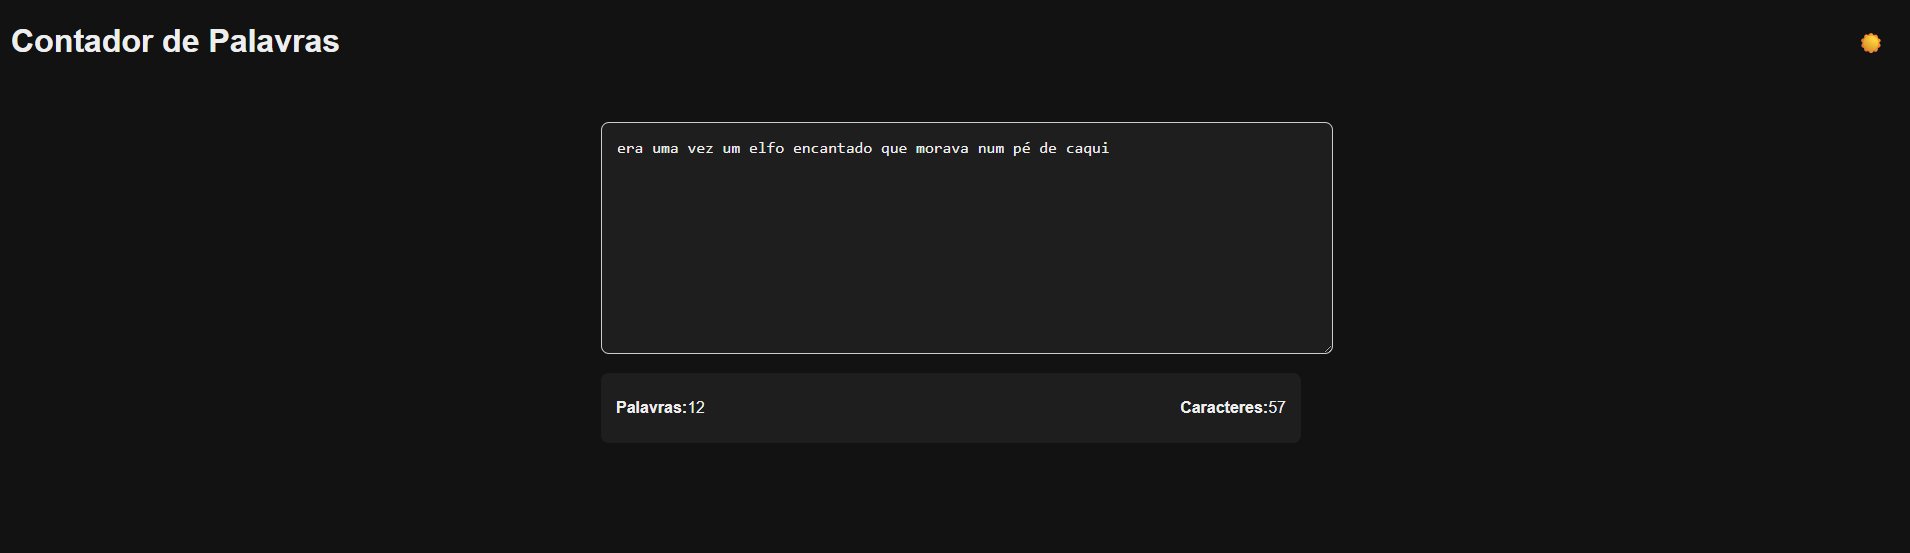 Contador de Palavras
era uma vez um elfo encantado que morava num pé de caqui
Palavras:12
Caracteres:57